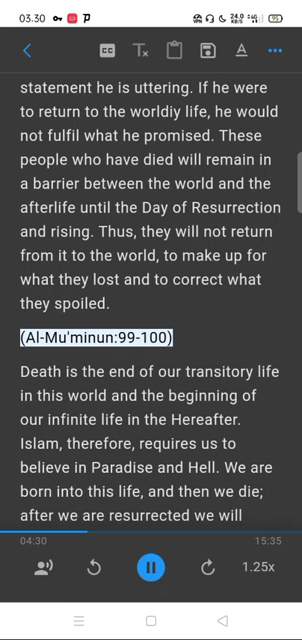 03.30
24.0
KB/S
95
CC
A
statement he is uttering. If he were
to return to the worldiy life, he would
not fulfil what he promised. These
people who have died will remain in
a barrier between the world and the
afterlife until the Day of Resurrection
and rising. Thus, they will not return
from it to the world, to make up for
what they lost and to correct what
they spoiled.
(Al-Mu'minun:99-100)
Death is the end of our transitory life
in this world and the beginning of
our infinite life in the Hereafter.
Islam, therefore, requires us to
believe in Paradise and Hell. We are
born into this life, and then we die;
after we are resurrected we will
04:30
15:35
1.25x